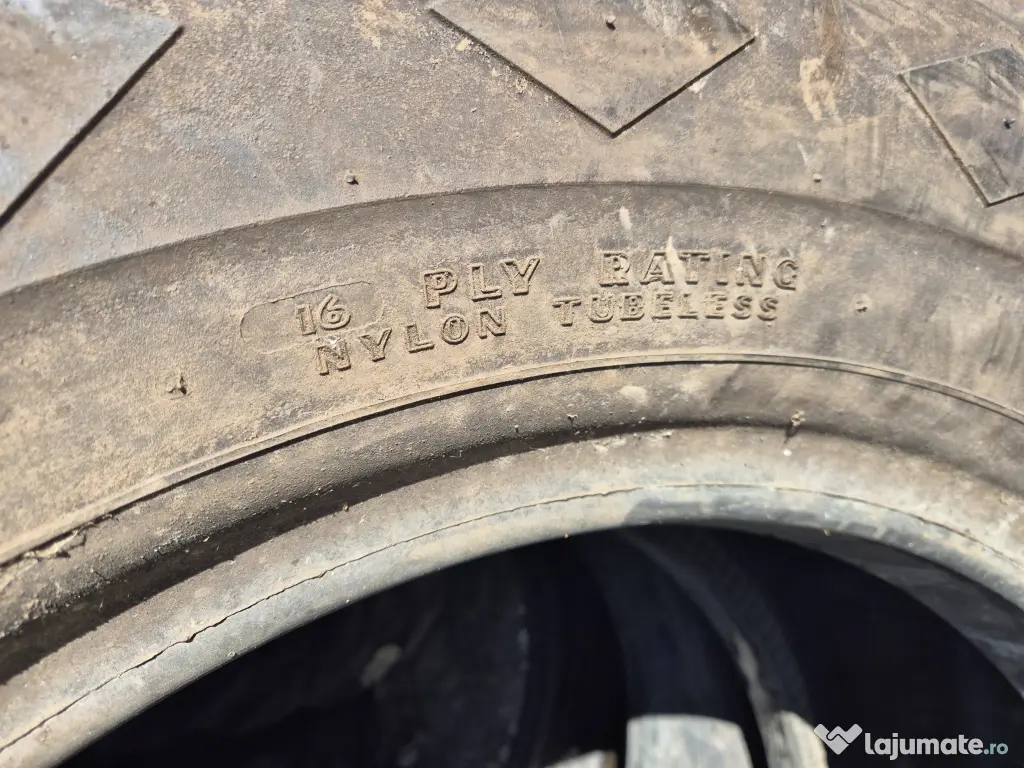 16 PLY RATING
NYLON TUBELESS
lajumate.ro